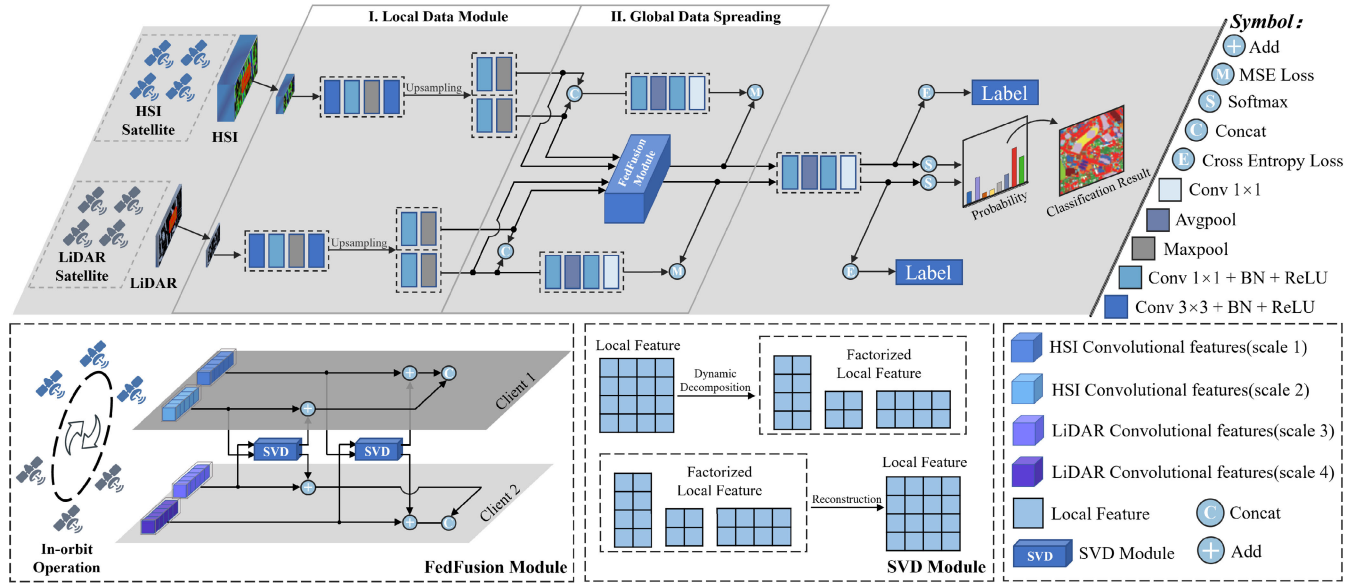 I. Local Data Module
II. Global Data Spreading
Symbol:
HSI
Satellite
HSI
Upsampling
C
M
FedFusion
Module
E
Label
S
S
Probability
Classification Result
LiDAR
Satellite
LiDAR
Upsampling
C
M
E
Label
Add
M MSE Loss
S Softmax
C Concat
E Cross Entropy Loss
Conv 1×1
Avgpool
Maxpool
Conv 1×1 + BN + ReLU
Conv 3×3 + BN + ReLU
Client 1
C
SVD
SVD
C
Client 2
In-orbit
Operation
FedFusion Module
Local Feature
Dynamic
Dccomposition
Factorized
Local Feature
Factorized
Local Feature
Reconstruction
Local Feature
SVD Module
HSI Convolutional features(scale 1)
HSI Convolutional features(scale 2)
LiDAR Convolutional features(scale 3)
LiDAR Convolutional features(scale 4)
Local Feature
C Concat
SVD SVD Module
Add